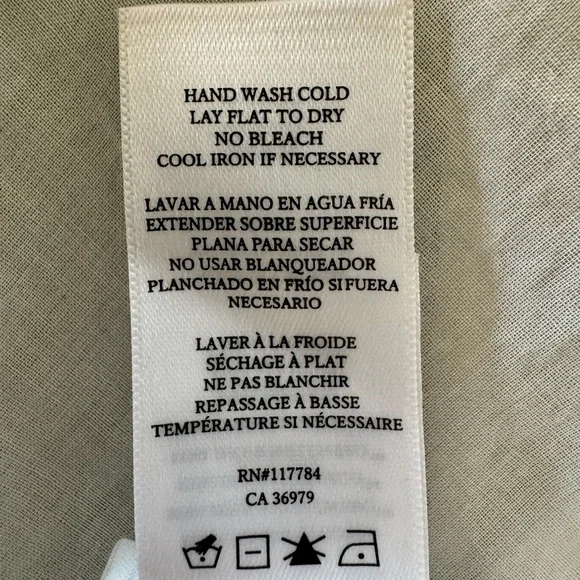 HAND WASH COLD
LAY FLAT TO DRY
NO BLEACH
COOL IRON IF NECESSARY
LAVAR A MANO EN AGUA FRÍA
EXTENDER SOBRE SUPERFICIE
PLANA PARA SECAR
NO USAR BLANQUEADOR
PLANCHADO EN FRÍO SI FUERA
NECESARIO
LAVER À LA FROIDE
SÉCHAGE À PLAT
NE PAS BLANCHIR
REPASSAGE À BASSE
TEMPÉRATURE SI NÉCESSAIRE
RN#117784
CA 36979